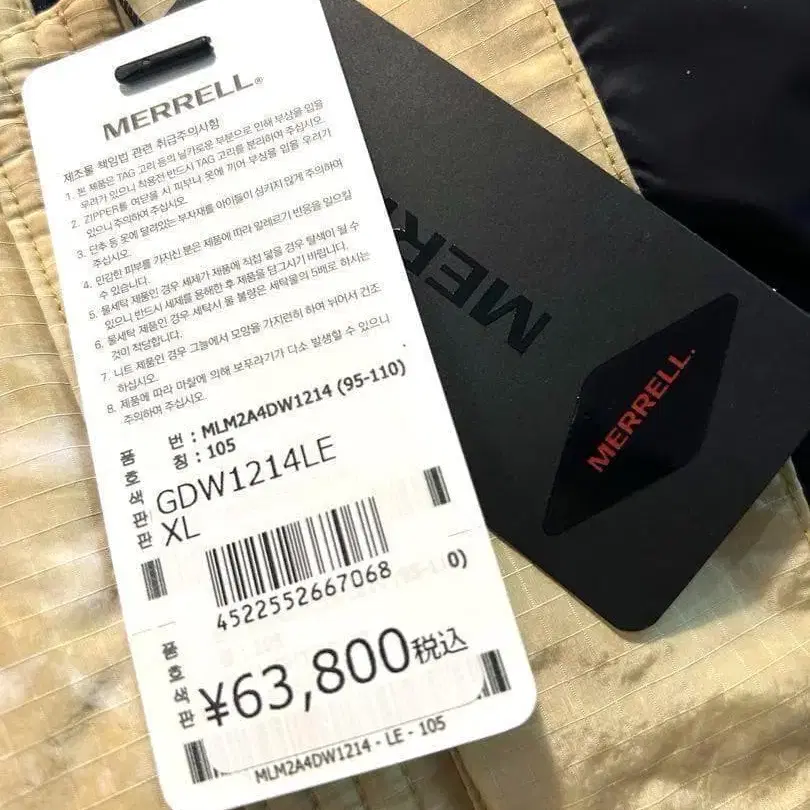 MERRELL®
제조물 책임법 관련 취급주의사항
1. 본 제품은 TAG 고리 등의 날카로운 부분으로 인해 부상을 입을
우려가 있으니 착용전 반드시 TAG 고리를 분리하여 주십시오.
2. ZIPPER를 여닫을 시 피부나 옷에 끼어 부상을 입을 우려가
있으니 주의하여 주십시오.
3. 단추 등 옷에 달려있는 부자재를 아이들이 삼키지 않게 주의하여
주십시오.
4. 민감한 피부를 가지신 분은 제품에 따라 알레르기 반응을 일으킬
수 있습니다.
5. 물세탁 제품인 경우 세제가 제품에 직접 닿을 경우 탈색이 될 수
있으니 반드시 세제를 용해한 후 제품을 담그시기 바랍니다.
6. 물세탁 제품인 경우 세탁시 물 불량은 세탁물의 5배로 하시는
것이 적당합니다.
7. 니트 제품인 경우 그늘에서 모양을 가지런히 하여 뉘어서 건조
하십시오.
8. 제품에 따라 마찰에 의해 보푸라기가 다소 발생할 수 있으니
주의하여 주십시오.
품 번 : MLM2A4DW1214 (95-110)
호 칭 : 105
색
판
판
GDW1214LE
XL
4522552667068
(95-110)
품
호 : 105
색
판
¥63,800税込
MLM2A4DW1214 - LE - 105
MERR
MERRELL.